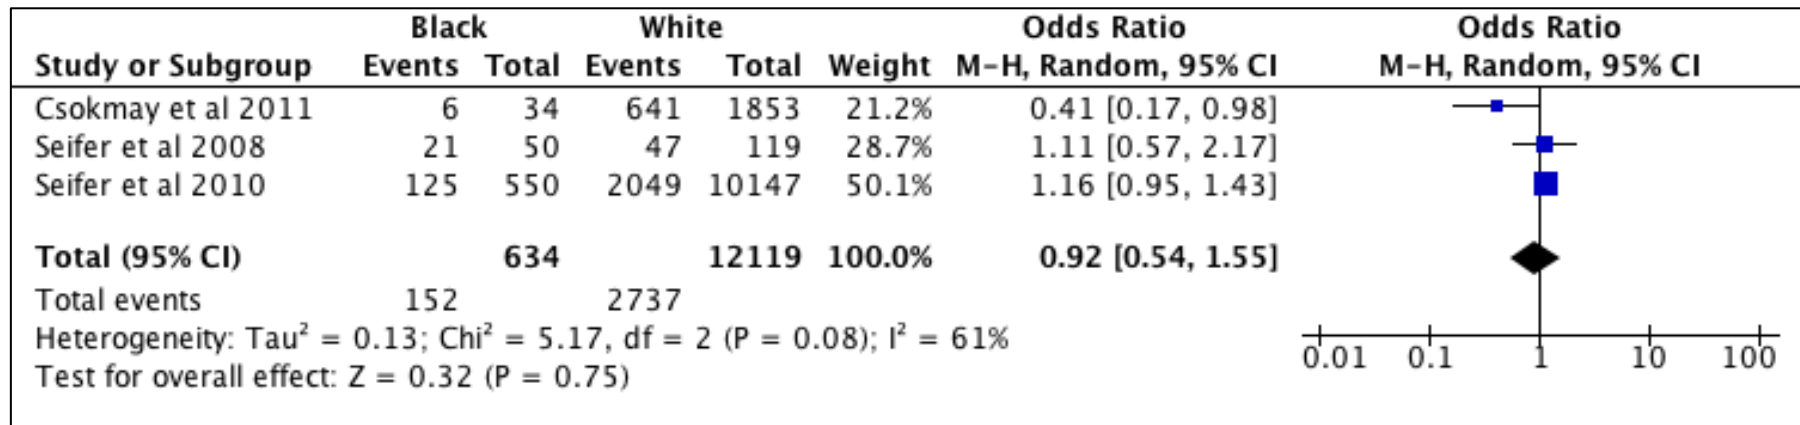 Black White Odds Ratio Odds Ratio
Study or Subgroup Events Total Events Total Weight M-H, Random, 95% CI M-H, Random, 95% CI
Csokmay et al 2011 6 34 641 1853 21.2% 0.41 [0.17, 0.98]
Seifer et al 2008 21 50 47 119 28.7% 1.11 [0.57, 2.17]
Seifer et al 2010 125 550 2049 10147 50.1% 1.16 [0.95, 1.43]
Total (95% CI) 634 12119 100.0% 0.92 [0.54, 1.55]
Total events 152 2737
Heterogeneity: Tau² = 0.13; Chi² = 5.17, df = 2 (P = 0.08); I² = 61%
Test for overall effect: Z = 0.32 (P = 0.75)
0.01 0.1 1 10 100